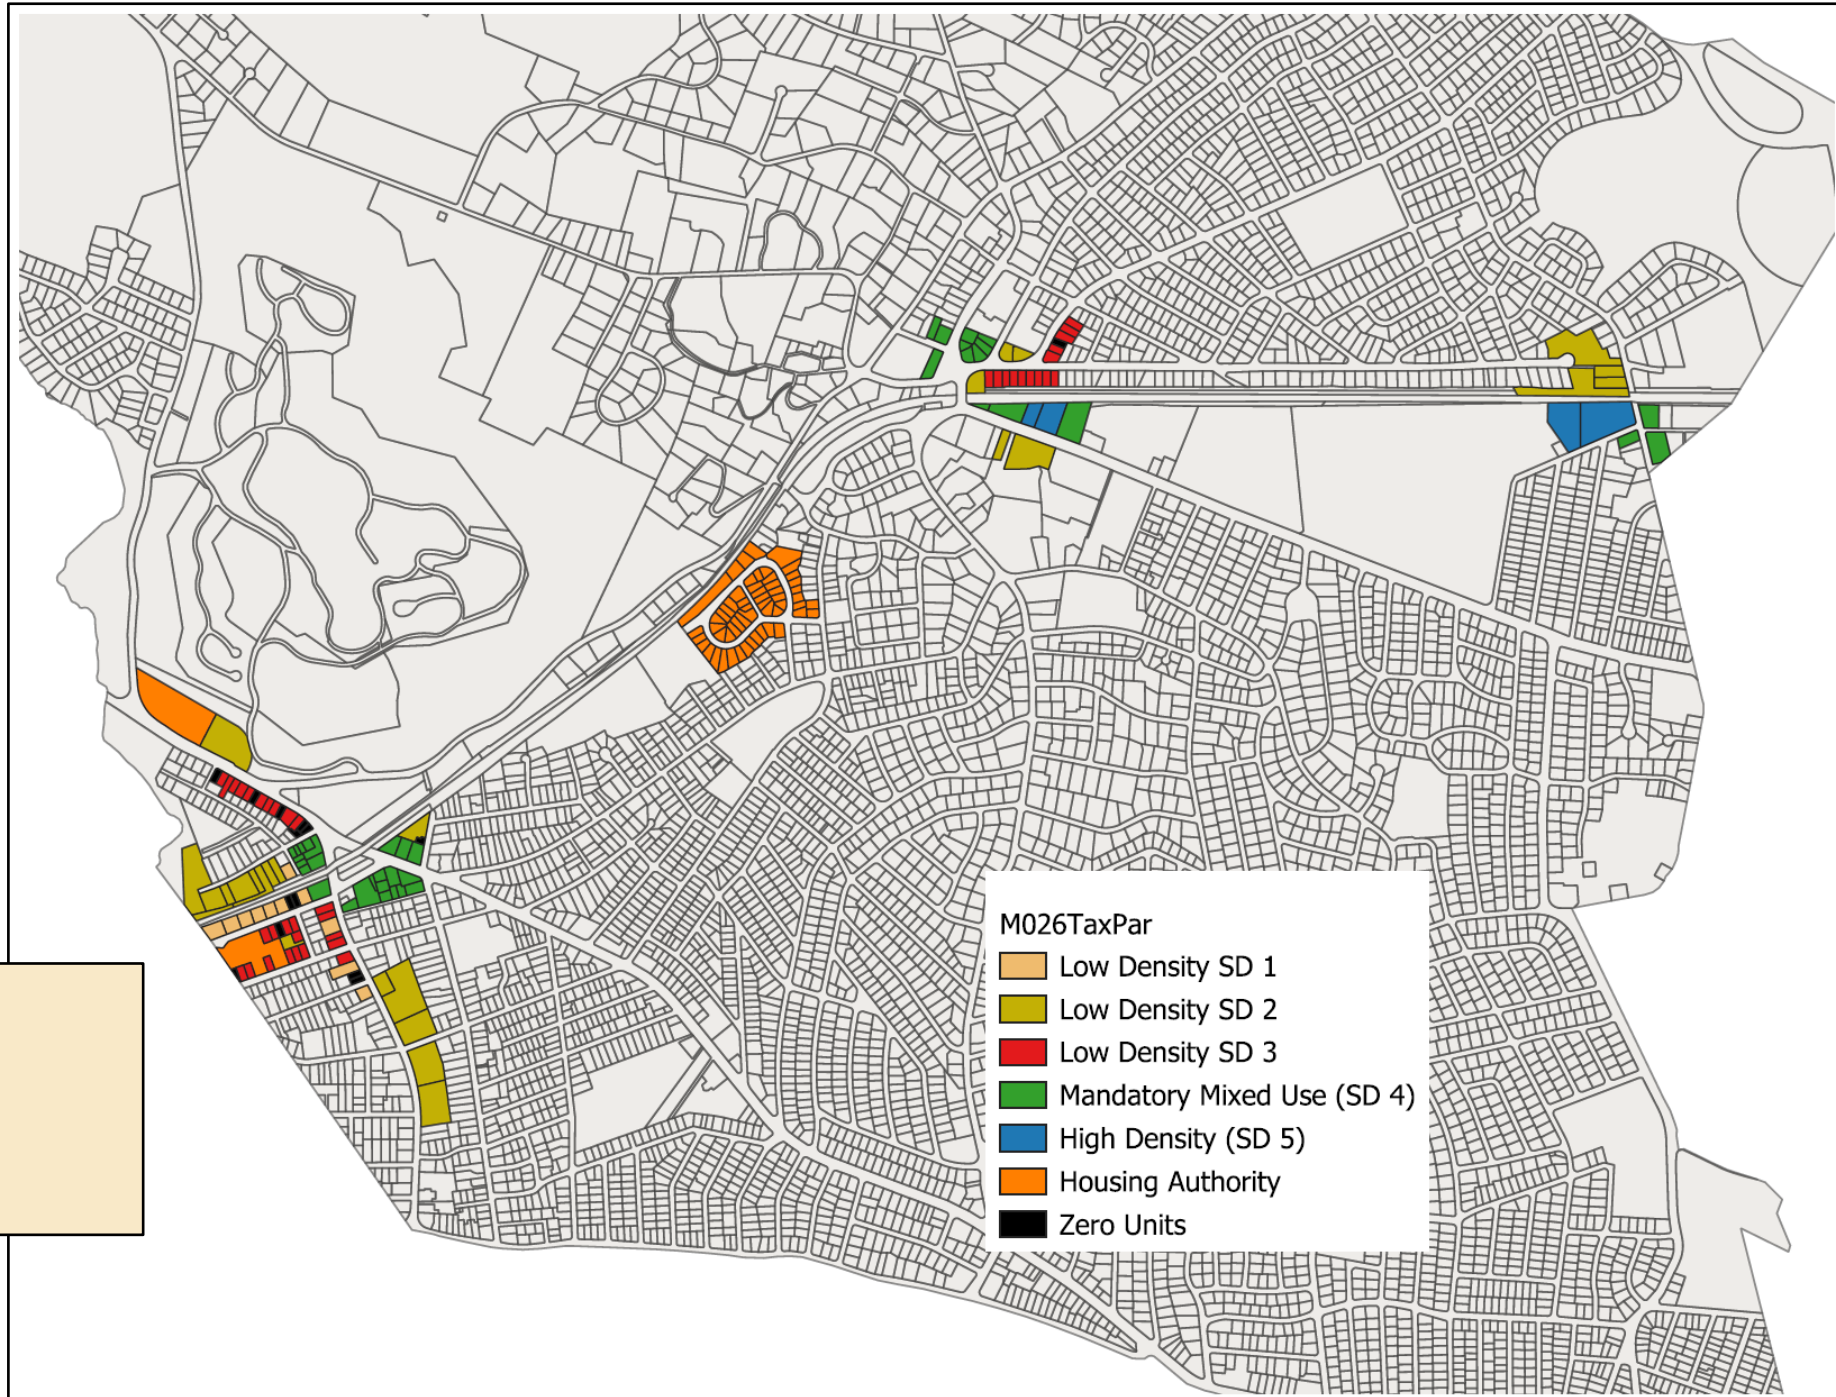 M026TaxPar
Low Density SD 1
Low Density SD 2
Low Density SD 3
Mandatory Mixed Use (SD 4)
High Density (SD 5)
Housing Authority
Zero Units